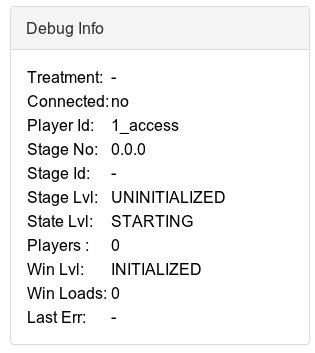 Debug Info
Treatment: -
Connected: no
Player Id: 1_access
Stage No: 0.0.0
Stage Id: -
Stage Lvl: UNINITIALIZED
State Lvl: STARTING
Players : 0
Win Lvl: INITIALIZED
Win Loads: 0
Last Err: -